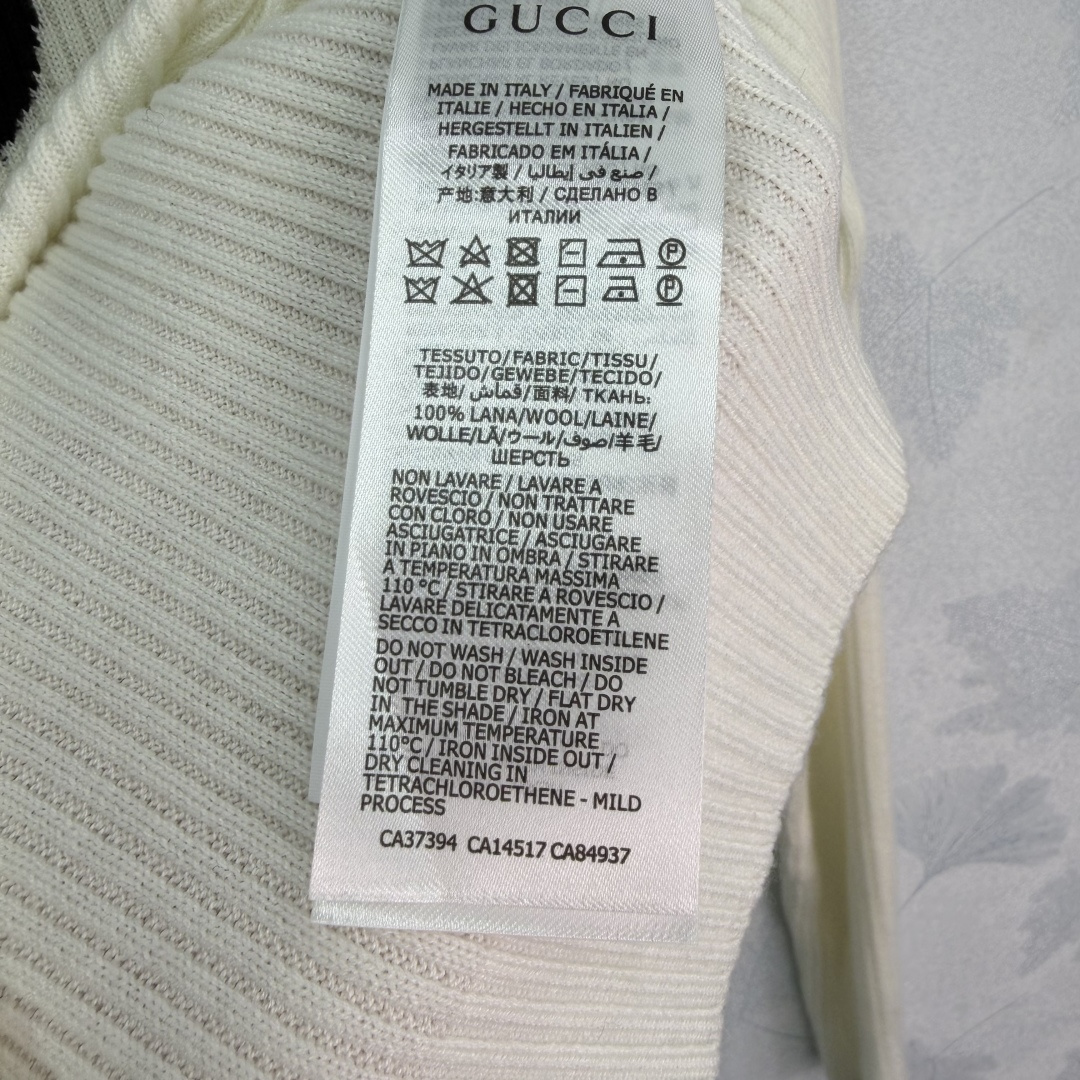 GUCCI
MADE IN ITALY / FABRIQUÉ EN
ITALIE / HECHO EN ITALIA /
HERGESTELLT IN ITALIEN /
FABRICADO EM ITÁLIA /
イタリア製 / صنع في إيطاليا /
产地:意大利 / СДЕЛАНО В
ИТАЛИИ
P
P
TESSUTO/FABRIC/TISSU/
TEJIDO/GEWEBE/TECIDO/
表地/ قماش/面料/ ТКАНЬ:
100% LANA/WOOL/LAINE/
WOLLE/LÃ/ウール/صوف/羊毛/
ШЕРСТЬ
NON LAVARE / LAVARE A
ROVESCIO / NON TRATTARE
CON CLORO / NON USARE
ASCIUGATRICE / ASCIUGARE
IN PIANO IN OMBRA / STIRARE
A TEMPERATURA MASSIMA
110 °C / STIRARE A ROVESCIO /
LAVARE DELICATAMENTE A
SECCO IN TETRACLOROETILENE
DO NOT WASH / WASH INSIDE
OUT / DO NOT BLEACH / DO
NOT TUMBLE DRY / FLAT DRY
IN THE SHADE / IRON AT
MAXIMUM TEMPERATURE
110°C / IRON INSIDE OUT /
DRY CLEANING IN
TETRACHLOROETHENE - MILD
PROCESS
CA37394 CA14517 CA84937